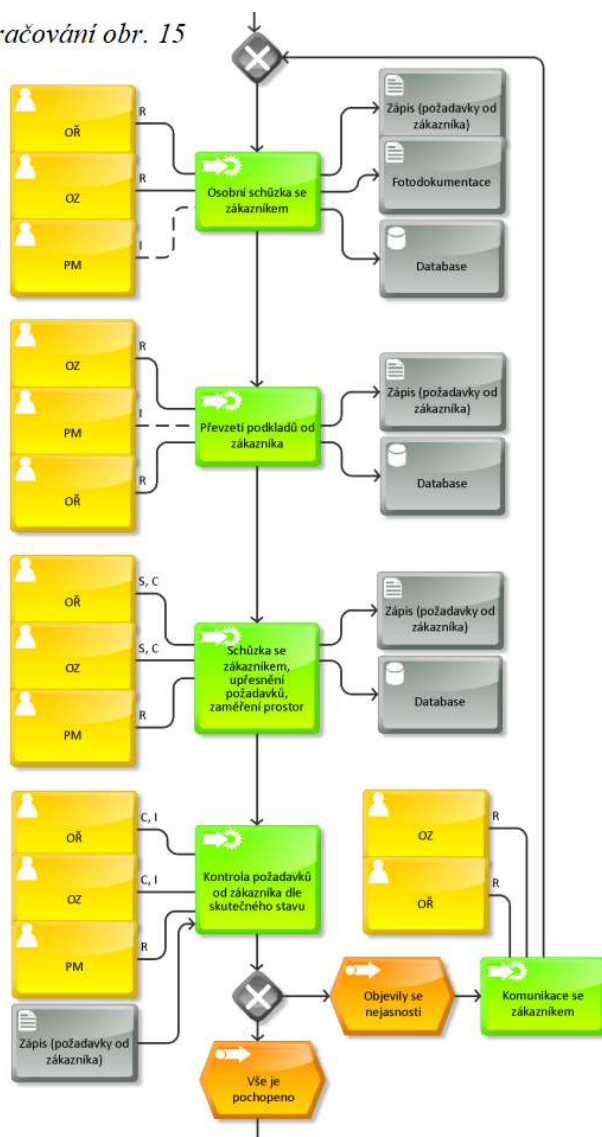 račování obr. 15
OŘ
R
OZ
R
PM
I
Osobní schůzka se
zákazníkem
Zápis (požadavky od
zákazníka)
Fotodokumentace
Database
OZ
R
PM
I
OŘ
R
Převzetí podkladů od
zákazníka
Zápis (požadavky od
zákazníka)
Database
OŘ
S, C
OZ
S, C
PM
R
Schůzka se
zákazníkem,
upřesnění
požadavků,
zaměření prostor
Zápis (požadavky od
zákazníka)
Database
OŘ
C, I
OZ
C, I
PM
R
Zápis (požadavky od
zákazníka)
Kontrola požadavků
od zákazníka dle
skutečného stavu
OZ
R
OŘ
R
Objevily se
nejasnosti
Komunikace se
zákazníkem
Vše je
pochopeno